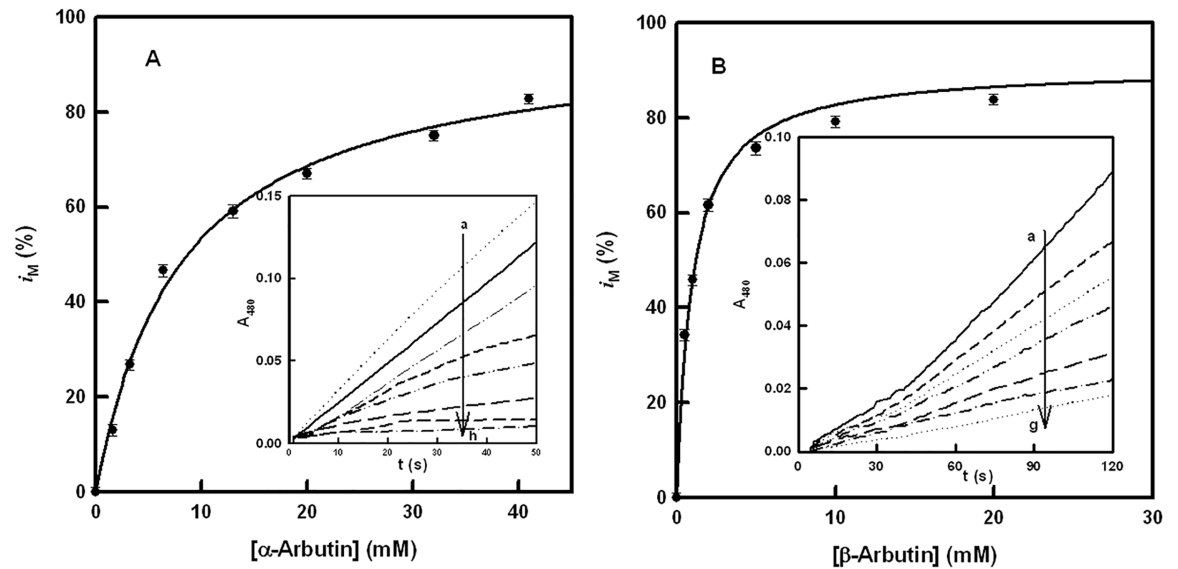 100
80
60
40
20
0
i_M (%)
A
0.15
0.10
0.05
0.00
A_480
a
h
0 10 20 30 40 50
t (s)
0 10 20 30 40
[α-Arbutin] (mM)
100
80
60
40
20
0
i_M (%)
B
0.10
0.08
0.06
0.04
0.02
0.00
A_480
a
g
0 30 60 90 120
t (s)
0 10 20 30
[β-Arbutin] (mM)